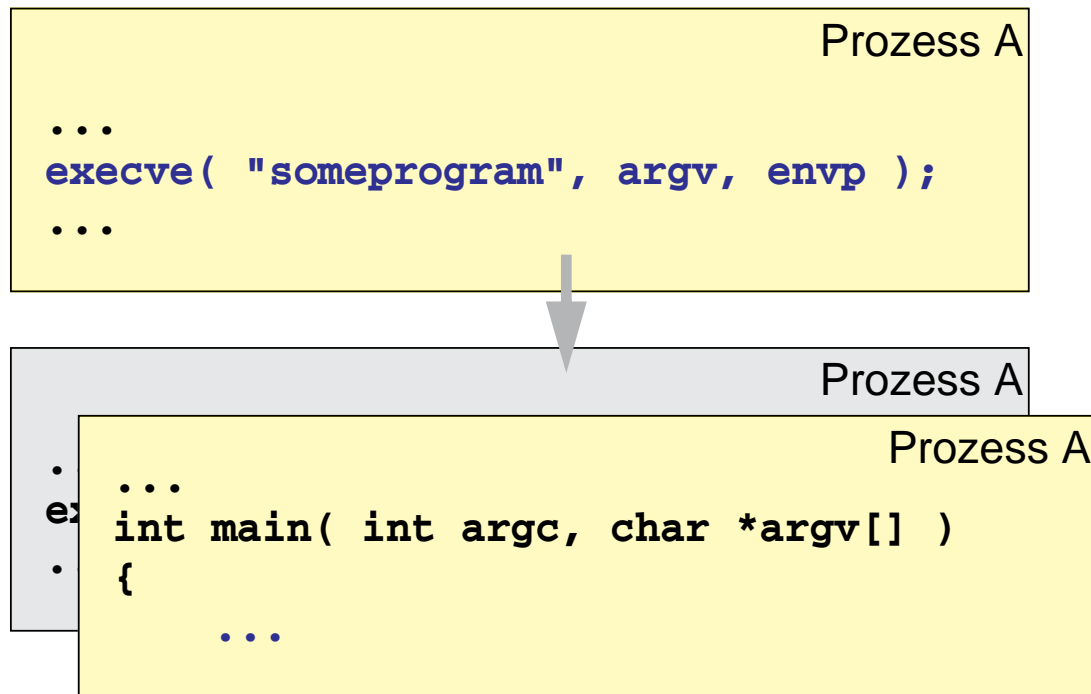 Prozess A
...
execve( "someprogram", argv, envp );
...
Prozess A
Prozess A
...
int main( int argc, char *argv[] )
{
...